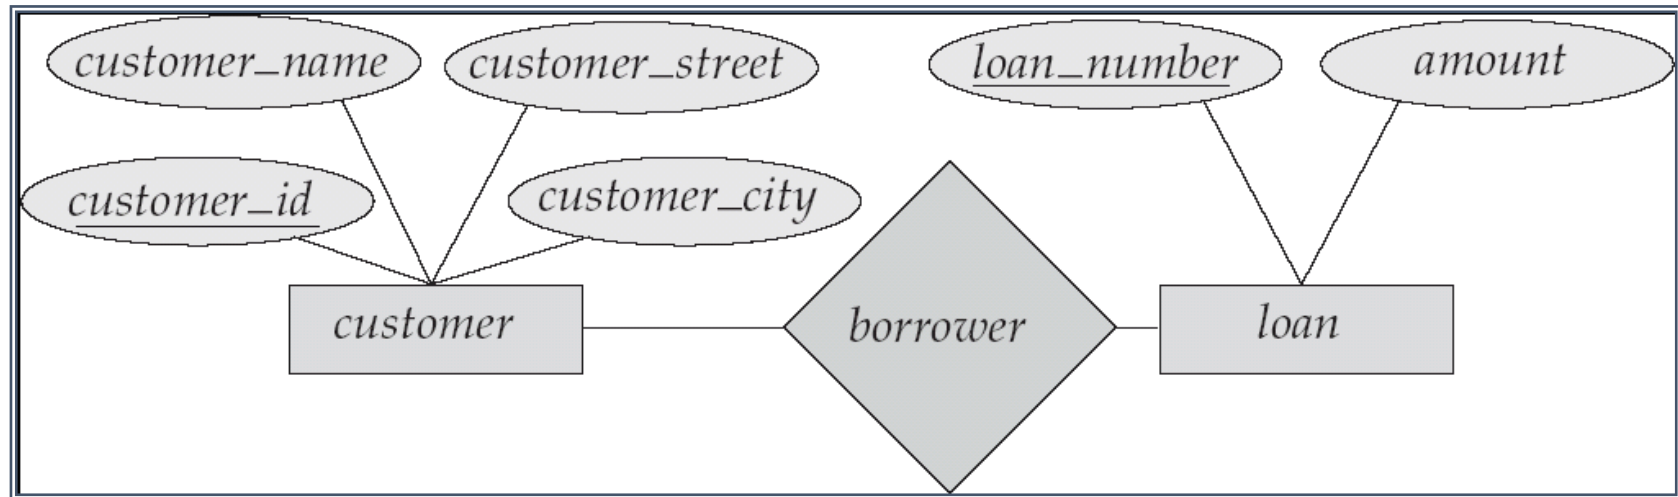 customer_name
customer_street
loan_number
amount
customer_id
customer_city
customer
borrower
loan